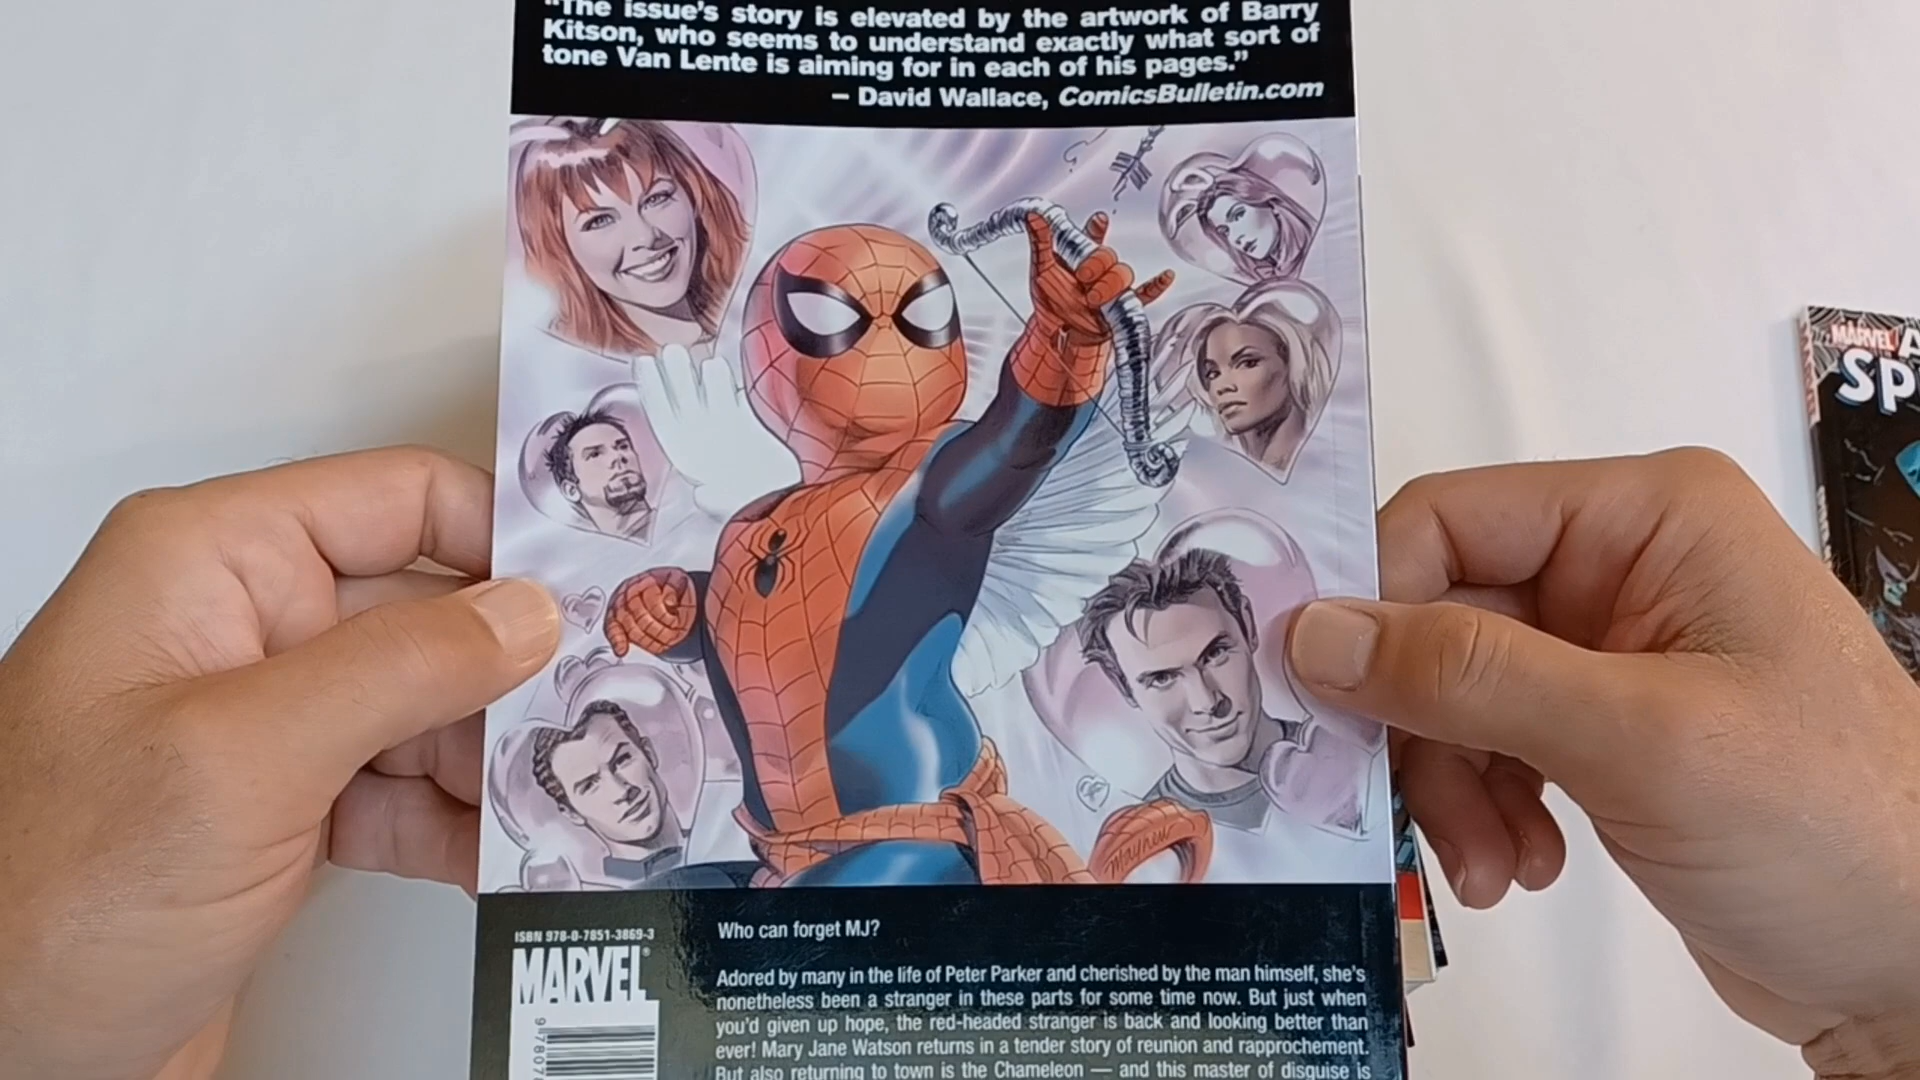 “The issue’s story is elevated by the artwork of Barry
Kitson, who seems to understand exactly what sort of
tone Van Lente is aiming for in each of his pages.”
– David Wallace, ComicsBulletin.com
MARVEL
SP
Mayhew
ISBN 978-0-7851-3869-3
MARVEL
Who can forget MJ?
Adored by many in the life of Peter Parker and cherished by the man himself, she’s
nonetheless been a stranger in these parts for some time now. But just when
you’d given up hope, the red-headed stranger is back and looking better than
ever! Mary Jane Watson returns in a tender story of reunion and rapprochement.
But also returning to town is the Chameleon — and this master of disguise is